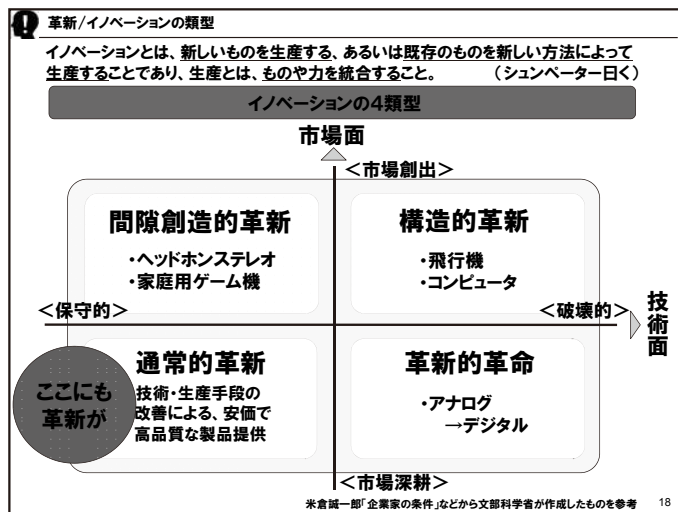 革新/イノベーションの類型
イノベーションとは、新しいものを生産する、あるいは既存のものを新しい方法によって
生産することであり、生産とは、ものや力を統合すること。　（シュンペーター曰く）
イノベーションの4類型
市場面
＜市場創出＞
間隙創造的革新
・ヘッドホンステレオ
・家庭用ゲーム機
構造的革新
・飛行機
・コンピュータ
＜保守的＞
＜破壊的＞
技術面
ここにも
革新が
通常的革新
・技術・生産手段の
改善による、安価で
高品質な製品提供
革新的革命
・アナログ
→デジタル
＜市場深耕＞
米倉誠一郎「企業家の条件」などから文部科学省が作成したものを参考
18